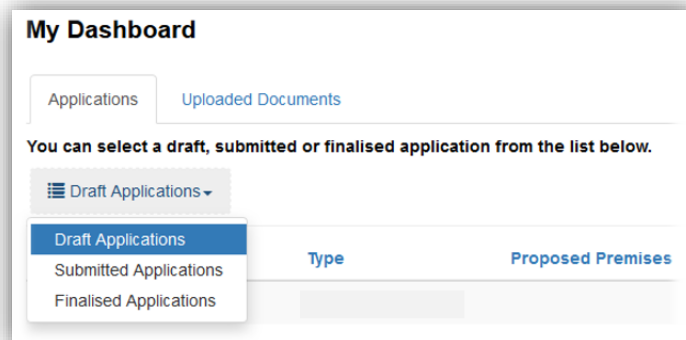 My Dashboard
Applications Uploaded Documents
You can select a draft, submitted or finalised application from the list below.
Draft Applications
Draft Applications
Submitted Applications
Finalised Applications
Type Proposed Premises